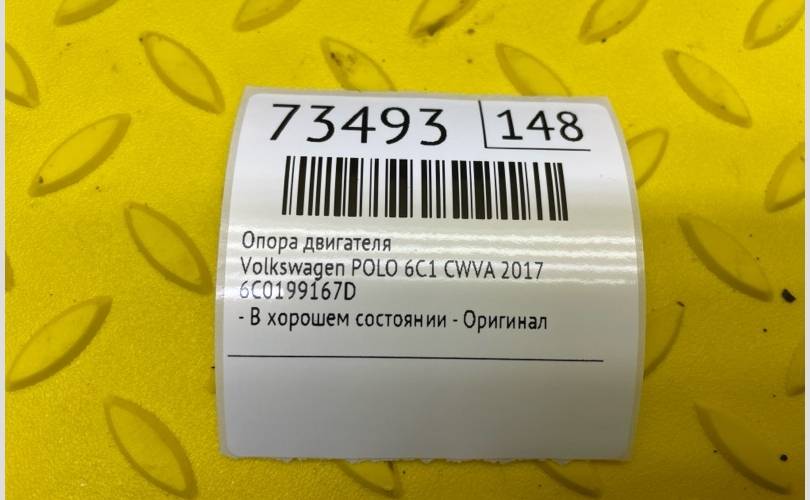 73493 148
Опора двигателя
Volkswagen POLO 6C1 CWVA 2017
6C0199167D
- В хорошем состоянии - Оригинал